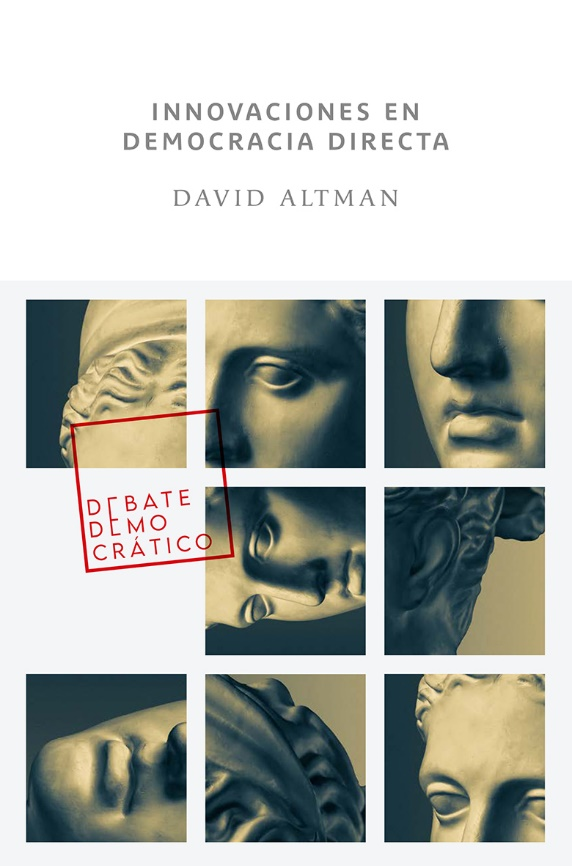 INNOVACIONES EN
DEMOCRACIA DIRECTA
DAVID ALTMAN
DEBATE
DEMO
CRÁTICO